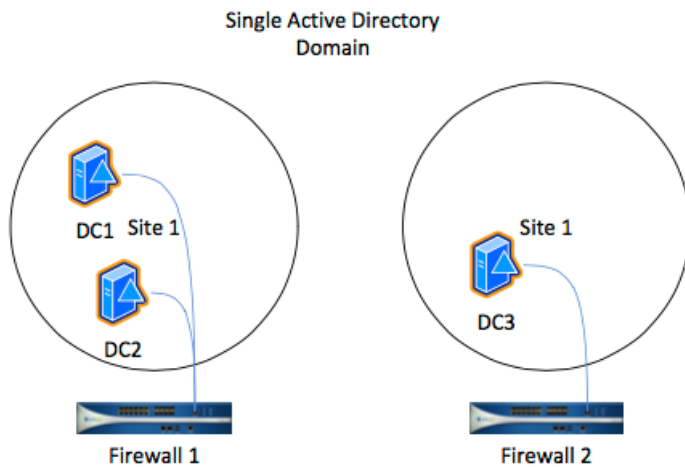 Single Active Directory
Domain
DC1
Site 1
DC2
Site 1
DC3
Firewall 1
Firewall 2